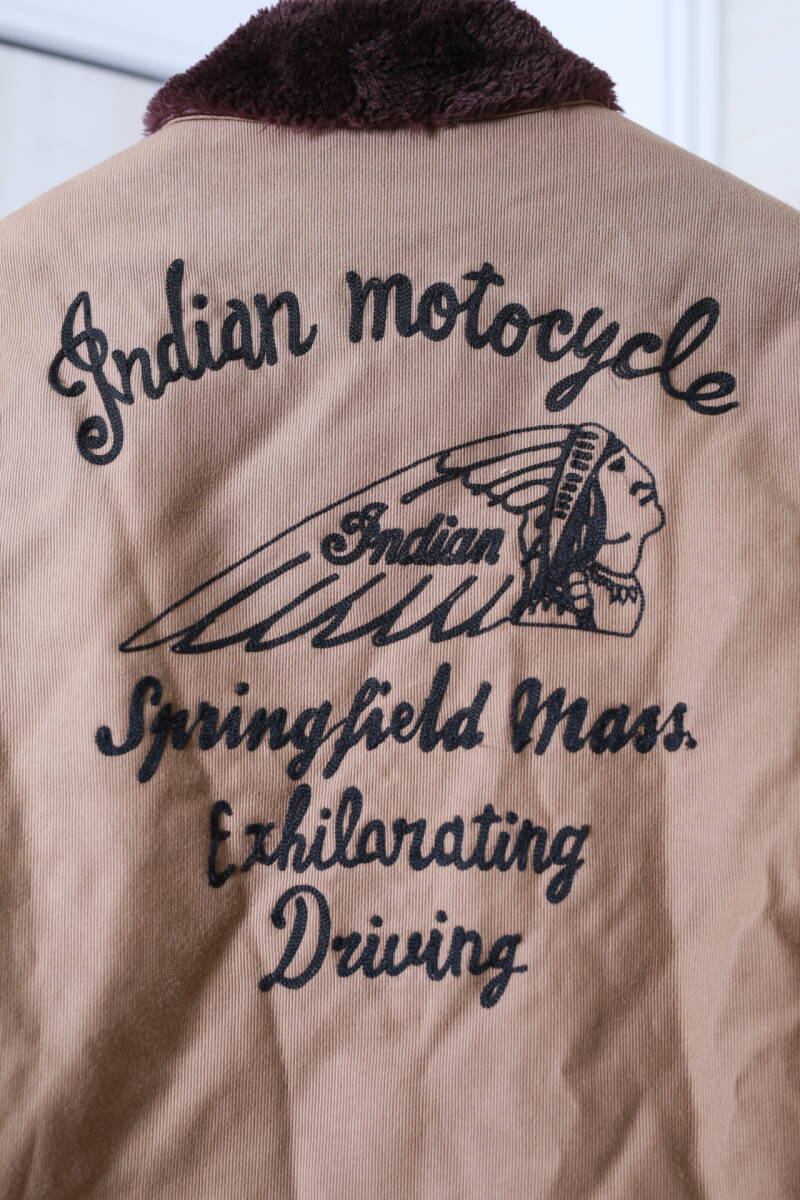 Indian motocycle
Indian
Springfield Mass.
Exhilarating
Driving